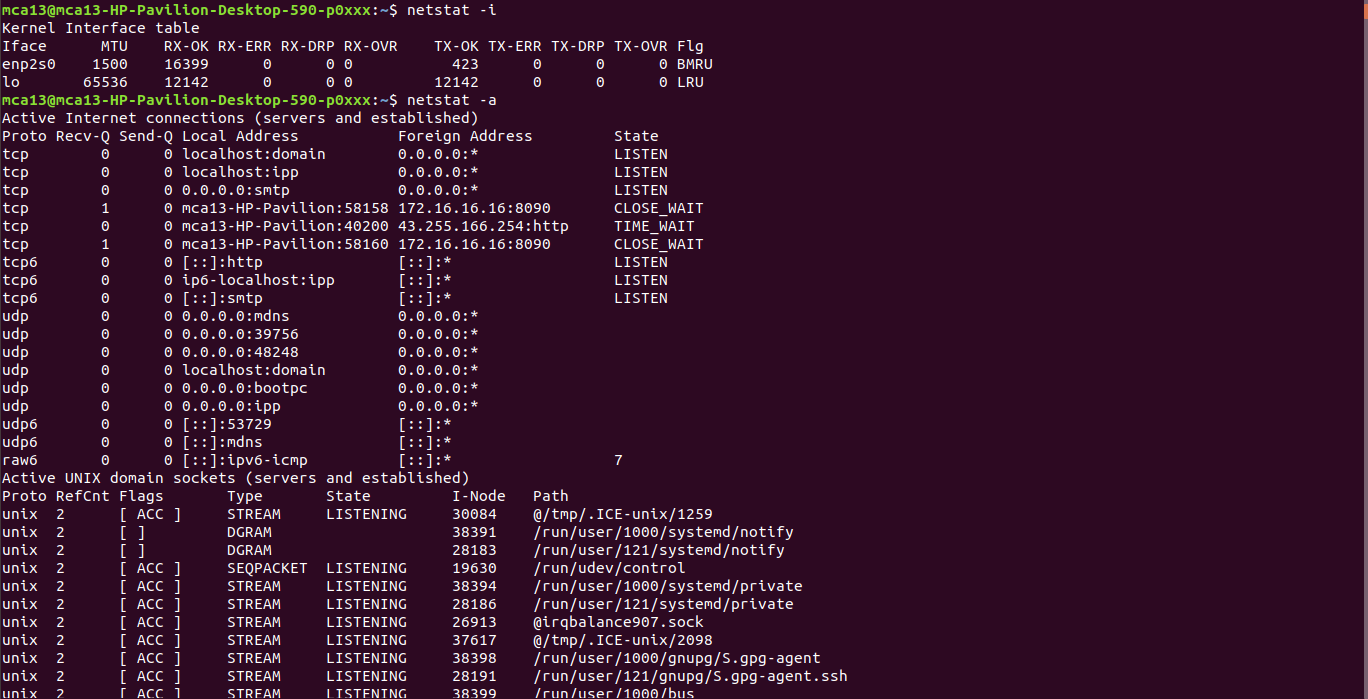 mca13@mca13-HP-Pavilion-Desktop-590-p0xxx:~$ netstat -i
Kernel Interface table
Iface      MTU    RX-OK RX-ERR RX-DRP RX-OVR    TX-OK TX-ERR TX-DRP TX-OVR Flg
enp2s0    1500    16399      0      0 0           423      0      0      0 BMRU
lo       65536    12142      0      0 0         12142      0      0      0 LRU
mca13@mca13-HP-Pavilion-Desktop-590-p0xxx:~$ netstat -a
Active Internet connections (servers and established)
Proto Recv-Q Send-Q Local Address           Foreign Address         State
tcp        0      0 localhost:domain        0.0.0.0:*               LISTEN
tcp        0      0 localhost:ipp           0.0.0.0:*               LISTEN
tcp        0      0 0.0.0.0:smtp            0.0.0.0:*               LISTEN
tcp        1      0 mca13-HP-Pavilion:58158 172.16.16.16:8090       CLOSE_WAIT
tcp        0      0 mca13-HP-Pavilion:40200 43.255.166.254:http     TIME_WAIT
tcp        1      0 mca13-HP-Pavilion:58160 172.16.16.16:8090       CLOSE_WAIT
tcp6       0      0 [::]:http               [::]:*                  LISTEN
tcp6       0      0 ip6-localhost:ipp       [::]:*                  LISTEN
tcp6       0      0 [::]:smtp               [::]:*                  LISTEN
udp        0      0 0.0.0.0:mdns            0.0.0.0:*
udp        0      0 0.0.0.0:39756           0.0.0.0:*
udp        0      0 0.0.0.0:48248           0.0.0.0:*
udp        0      0 localhost:domain        0.0.0.0:*
udp        0      0 0.0.0.0:bootpc          0.0.0.0:*
udp        0      0 0.0.0.0:ipp             0.0.0.0:*
udp6       0      0 [::]:53729              [::]:*
udp6       0      0 [::]:mdns               [::]:*
raw6       0      0 [::]:ipv6-icmp          [::]:*                  7
Active UNIX domain sockets (servers and established)
Proto RefCnt Flags       Type       State         I-Node   Path
unix  2      [ ACC ]     STREAM     LISTENING     30084    @/tmp/.ICE-unix/1259
unix  2      [ ]         DGRAM                    38391    /run/user/1000/systemd/notify
unix  2      [ ]         DGRAM                    28183    /run/user/121/systemd/notify
unix  2      [ ACC ]     SEQPACKET  LISTENING     19630    /run/udev/control
unix  2      [ ACC ]     STREAM     LISTENING     38394    /run/user/1000/systemd/private
unix  2      [ ACC ]     STREAM     LISTENING     28186    /run/user/121/systemd/private
unix  2      [ ACC ]     STREAM     LISTENING     26913    @irqbalance907.sock
unix  2      [ ACC ]     STREAM     LISTENING     37617    @/tmp/.ICE-unix/2098
unix  2      [ ACC ]     STREAM     LISTENING     38398    /run/user/1000/gnupg/S.gpg-agent
unix  2      [ ACC ]     STREAM     LISTENING     28191    /run/user/121/gnupg/S.gpg-agent.ssh
unix  2      [ ACC ]     STREAM     LISTENING     38399    /run/user/1000/bus